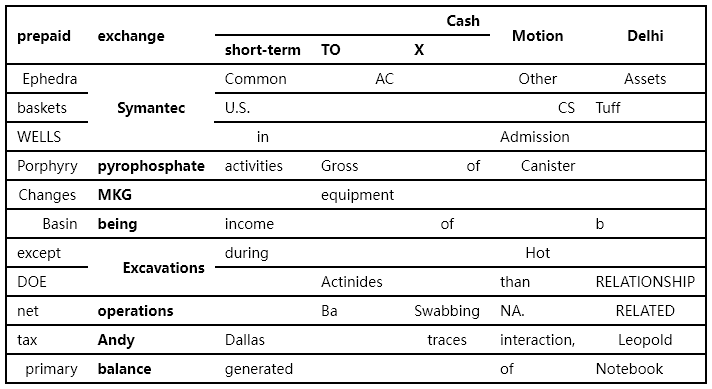 prepaid exchange Cash Motion Delhi
short-term TO X
Ephedra Symantec Common AC Other Assets
baskets U.S. CS Tuff
WELLS in Admission
Porphyry pyrophosphate activities Gross of Canister
Changes MKG equipment
Basin being income of b
except Excavations during Hot
DOE Actinides than RELATIONSHIP
net operations Ba Swabbing NA. RELATED
tax Andy Dallas traces interaction, Leopold
primary balance generated of Notebook